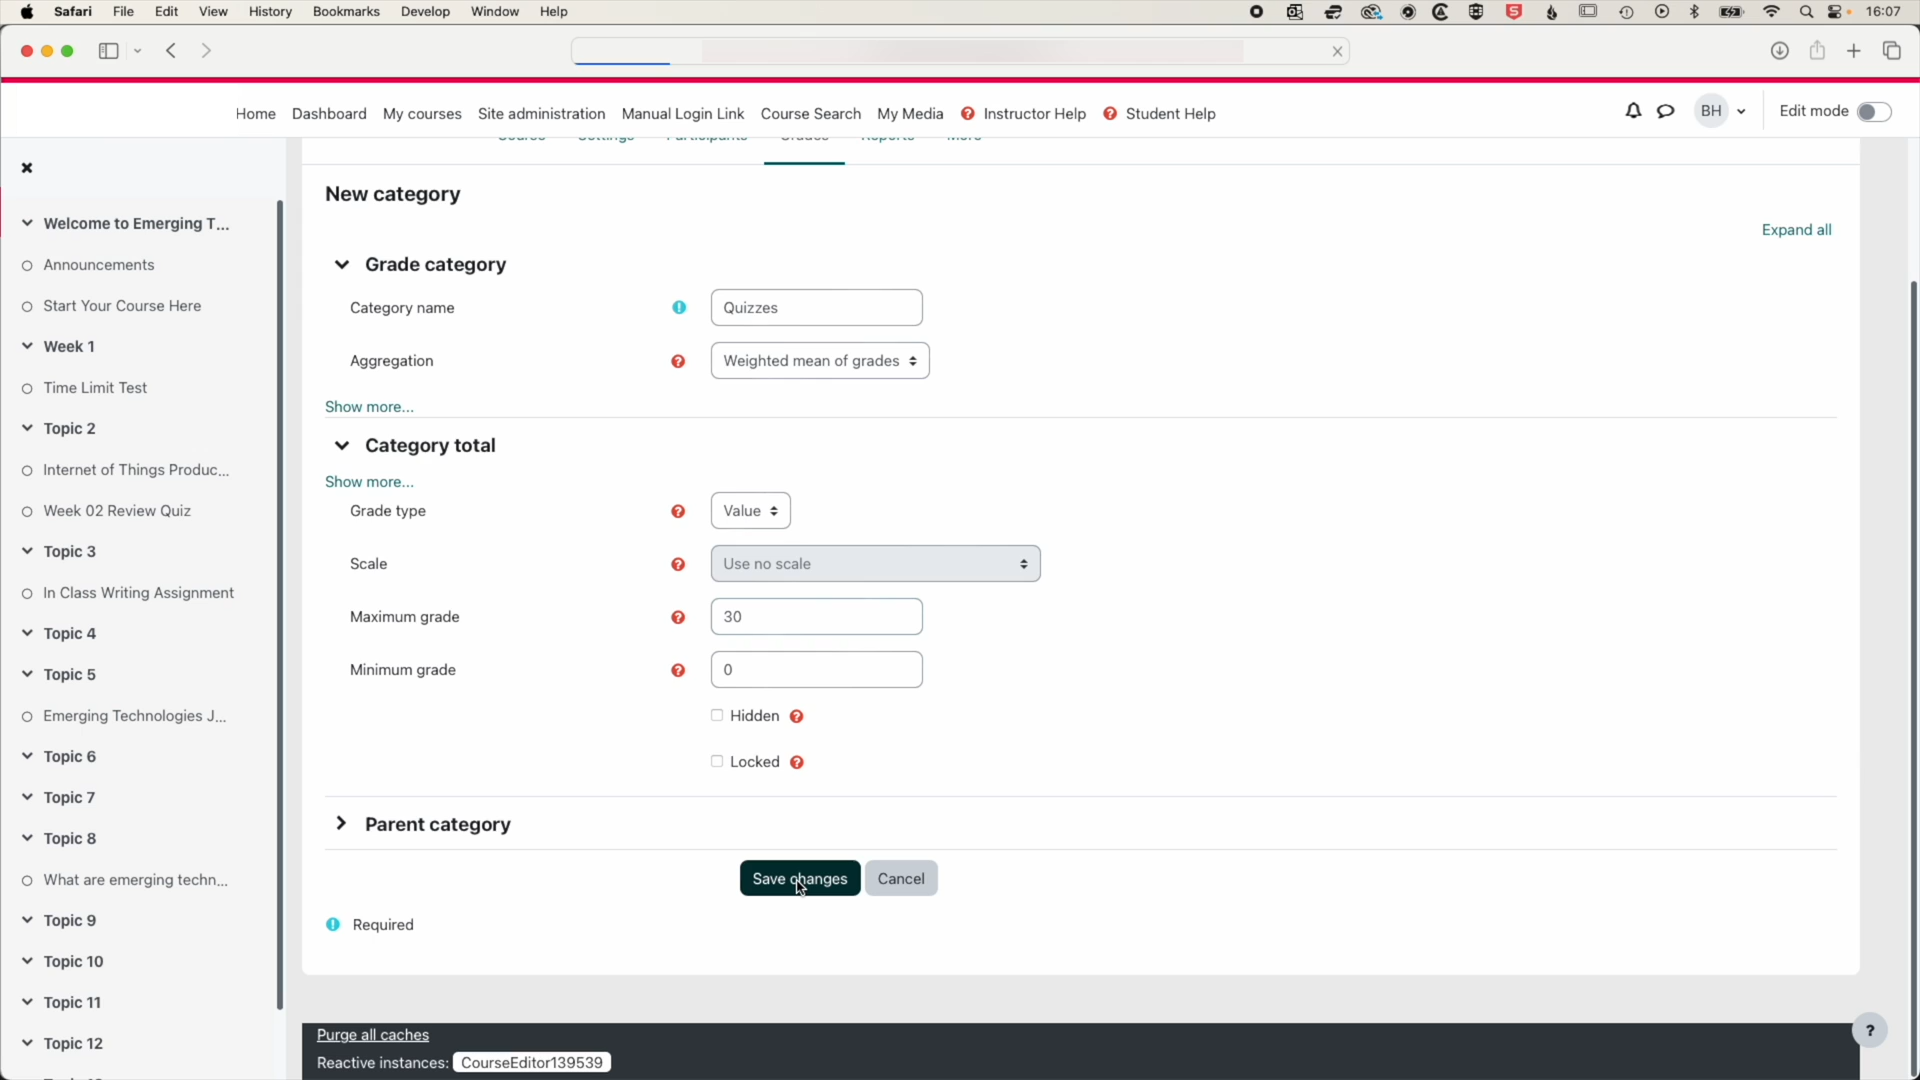 Safari File Edit View History Bookmarks Develop Window Help 16:07
Home Dashboard My courses Site administration Manual Login Link Course Search My Media Instructor Help Student Help BH Edit mode
Course Settings Participants Grades Reports More
New category
Expand all
Welcome to Emerging T...
Announcements
Start Your Course Here
Week 1
Time Limit Test
Topic 2
Internet of Things Produc...
Week 02 Review Quiz
Topic 3
In Class Writing Assignment
Topic 4
Topic 5
Emerging Technologies J...
Topic 6
Topic 7
Topic 8
What are emerging techn...
Topic 9
Topic 10
Topic 11
Topic 12
Grade category
Category name Quizzes
Aggregation Weighted mean of grades
Show more...
Category total
Show more...
Grade type Value
Scale Use no scale
Maximum grade 30
Minimum grade 0
Hidden
Locked
Parent category
Save changes Cancel
Required
Purge all caches
Reactive instances: CourseEditor139539